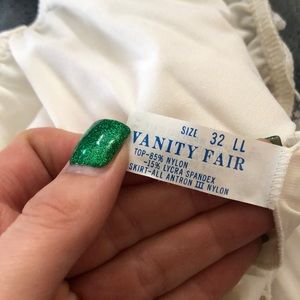 SIZE 32 LL
VANITY FAIR
TOP-85% NYLON
-15% LYCRA SPANDEX
SKIRT-ALL ANTRON III NYLON